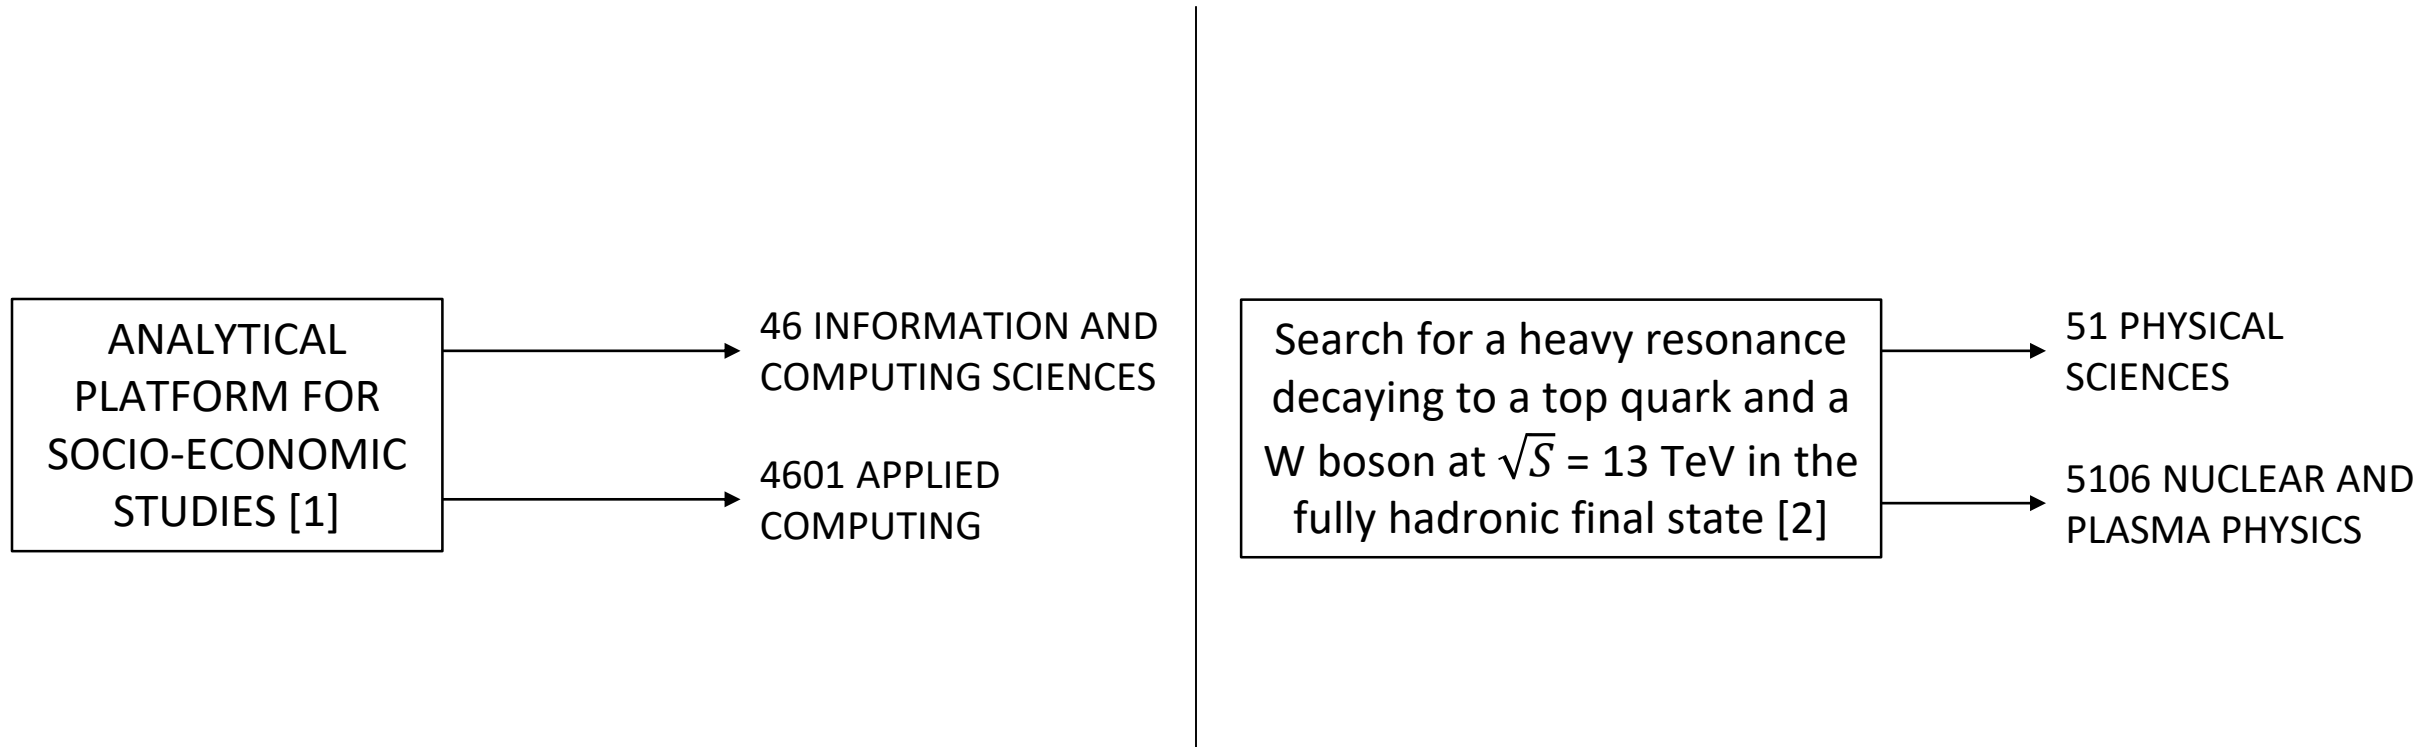 ANALYTICAL
PLATFORM FOR
SOCIO-ECONOMIC
STUDIES [1]
46 INFORMATION AND
COMPUTING SCIENCES
4601 APPLIED
COMPUTING
Search for a heavy resonance
decaying to a top quark and a
W boson at √S = 13 TeV in the
fully hadronic final state [2]
51 PHYSICAL
SCIENCES
5106 NUCLEAR AND
PLASMA PHYSICS